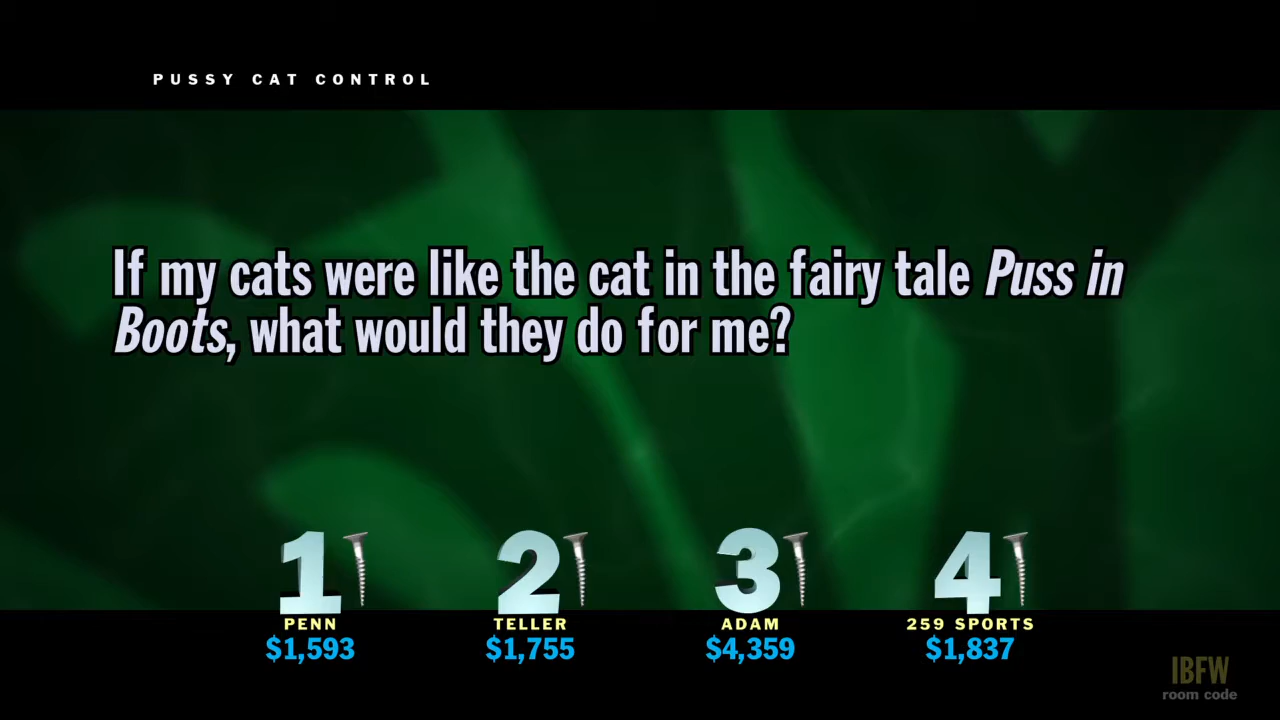 PUSSY CAT CONTROL
If my cats were like the cat in the fairy tale Puss in
Boots, what would they do for me?
1 2 3 4
PENN TELLER ADAM 259 SPORTS
$1,593 $1,755 $4,359 $1,837
IBFW
room code